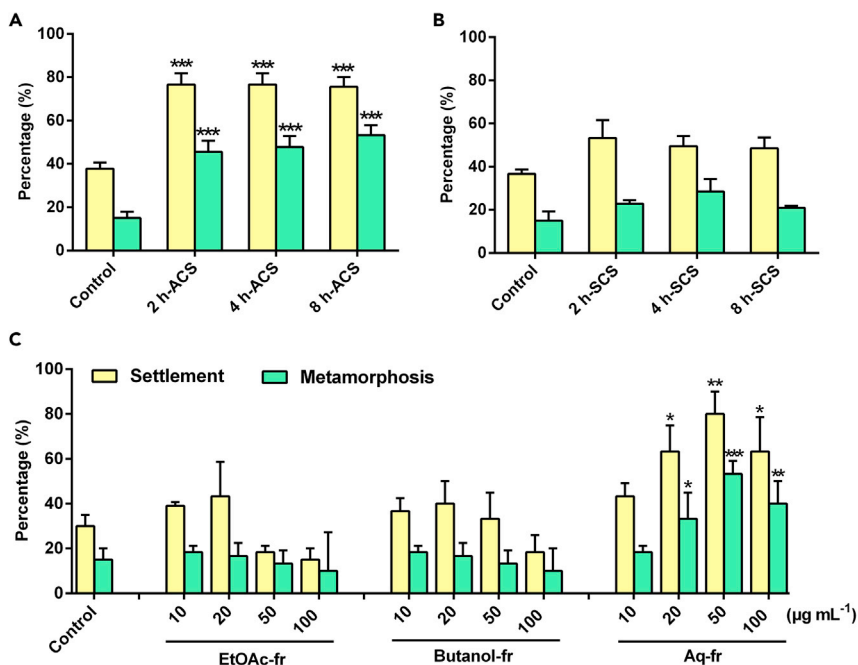 A
Percentage (%)
100
80
60
40
20
0
*** *** ***
*** *** ***
Control 2 h-ACS 4 h-ACS 8 h-ACS
B
Percentage (%)
100
80
60
40
20
0
Control 2 h-SCS 4 h-SCS 8 h-SCS
C
Settlement Metamorphosis
Percentage (%)
100
80
60
40
20
0
* ** *
* *** **
Control 10 20 50 100 10 20 50 100 10 20 50 100 (μg mL-1)
EtOAc-fr Butanol-fr Aq-fr